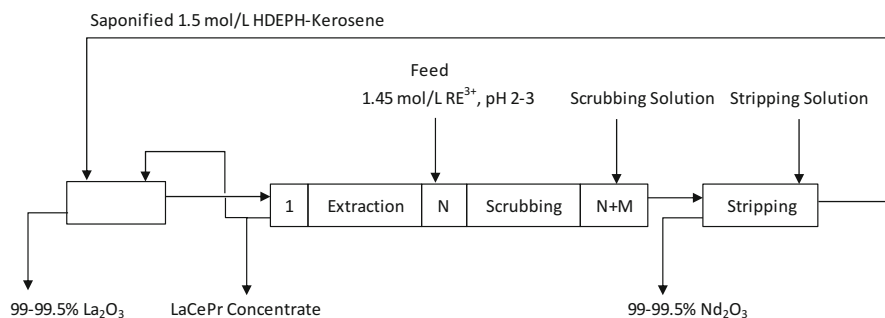 Saponified 1.5 mol/L HDEPH-Kerosene
Feed
1.45 mol/L RE³⁺, pH 2-3
Scrubbing Solution
Stripping Solution
1
Extraction
N
Scrubbing
N+M
Stripping
99-99.5% La₂O₃
LaCePr Concentrate
99-99.5% Nd₂O₃